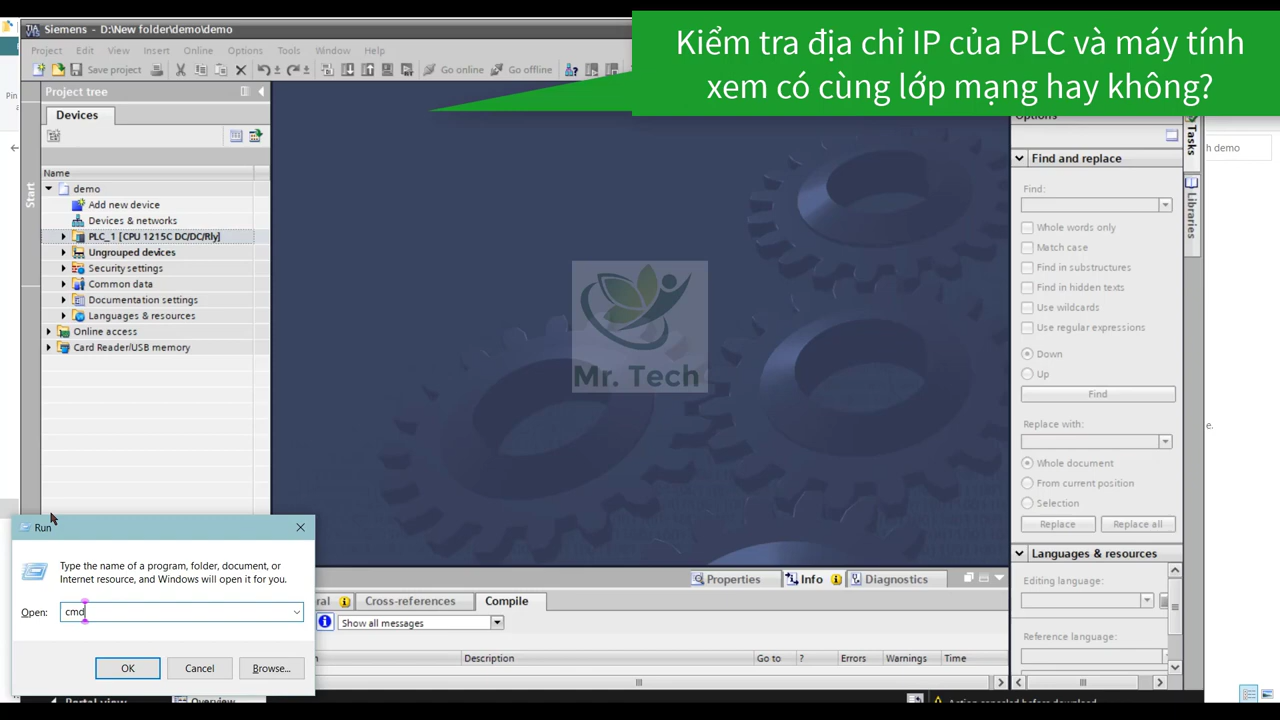 Siemens - D:\New folder\demo\demo
Kiểm tra địa chỉ IP của PLC và máy tính
xem có cùng lớp mạng hay không?
Project Edit View Insert Online Options Tools Window Help
Save project
Go online
Go offline
Project tree
Devices
Options
Tasks
Libraries
Start
h demo
Name
demo
Add new device
Devices & networks
PLC_1 [CPU 1215C DC/DC/Rly]
Ungrouped devices
Security settings
Common data
Documentation settings
Languages & resources
Online access
Card Reader/USB memory
Mr. Tech
Find and replace
Find:
Whole words only
Match case
Find in substructures
Find in hidden texts
Use wildcards
Use regular expressions
Down
Up
Find
Replace with:
Whole document
From current position
Selection
Replace Replace all
Languages & resources
Editing language:
Reference language:
Run
Type the name of a program, folder, document, or
Internet resource, and Windows will open it for you.
Open: cmd
OK Cancel Browse...
Properties Info Diagnostics
Cross-references Compile
Show all messages
Description Go to ? Errors Warnings Time
Portal view Overview
Action canceled before download